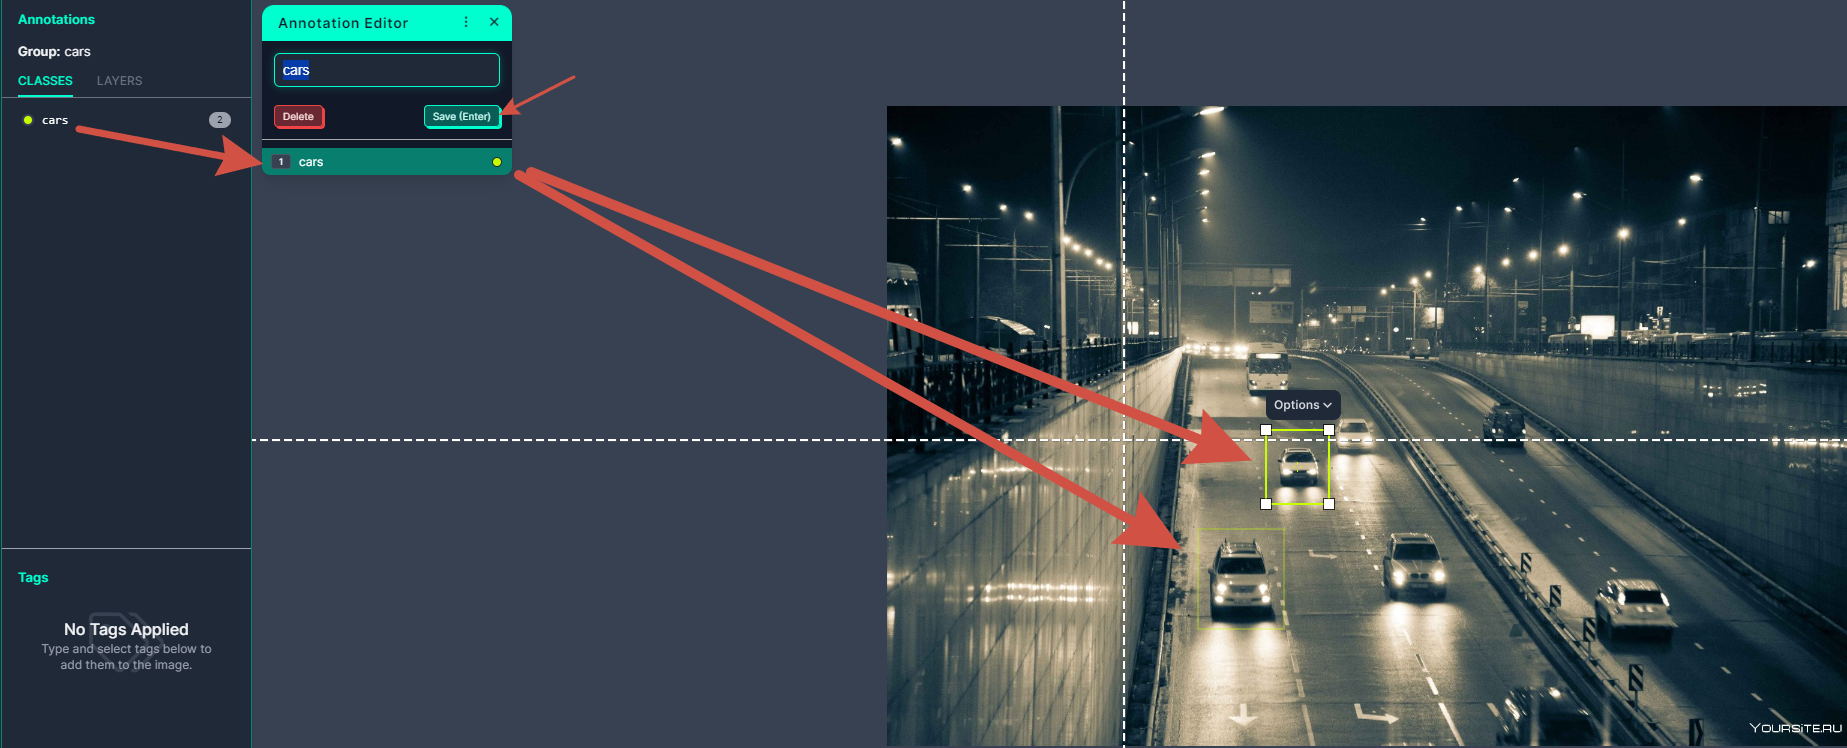 Annotations
Group: cars
CLASSES LAYERS
cars 2
Annotation Editor
cars
Delete Save (Enter)
1 cars
Options
Tags
No Tags Applied
Type and select tags below to
add them to the image.
YOURSITE.RU